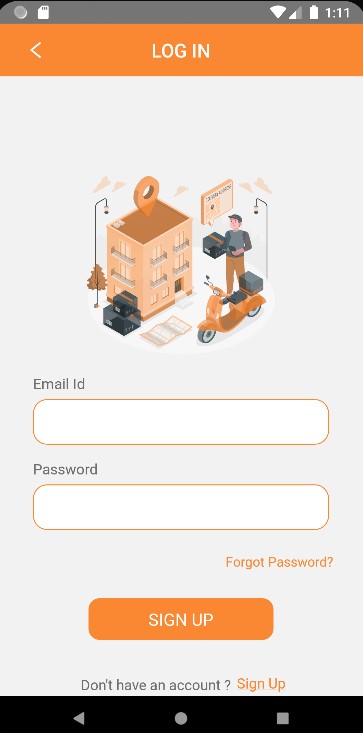 1:11
LOG IN
Email Id
Password
Forgot Password?
SIGN UP
Don't have an account ? Sign Up